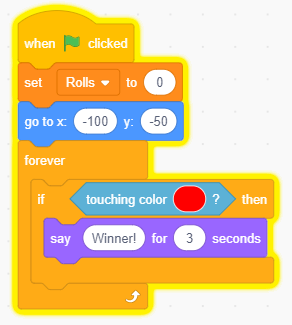 when clicked
set Rolls to 0
go to x: -100 y: -50
forever
if touching color ? then
say Winner! for 3 seconds